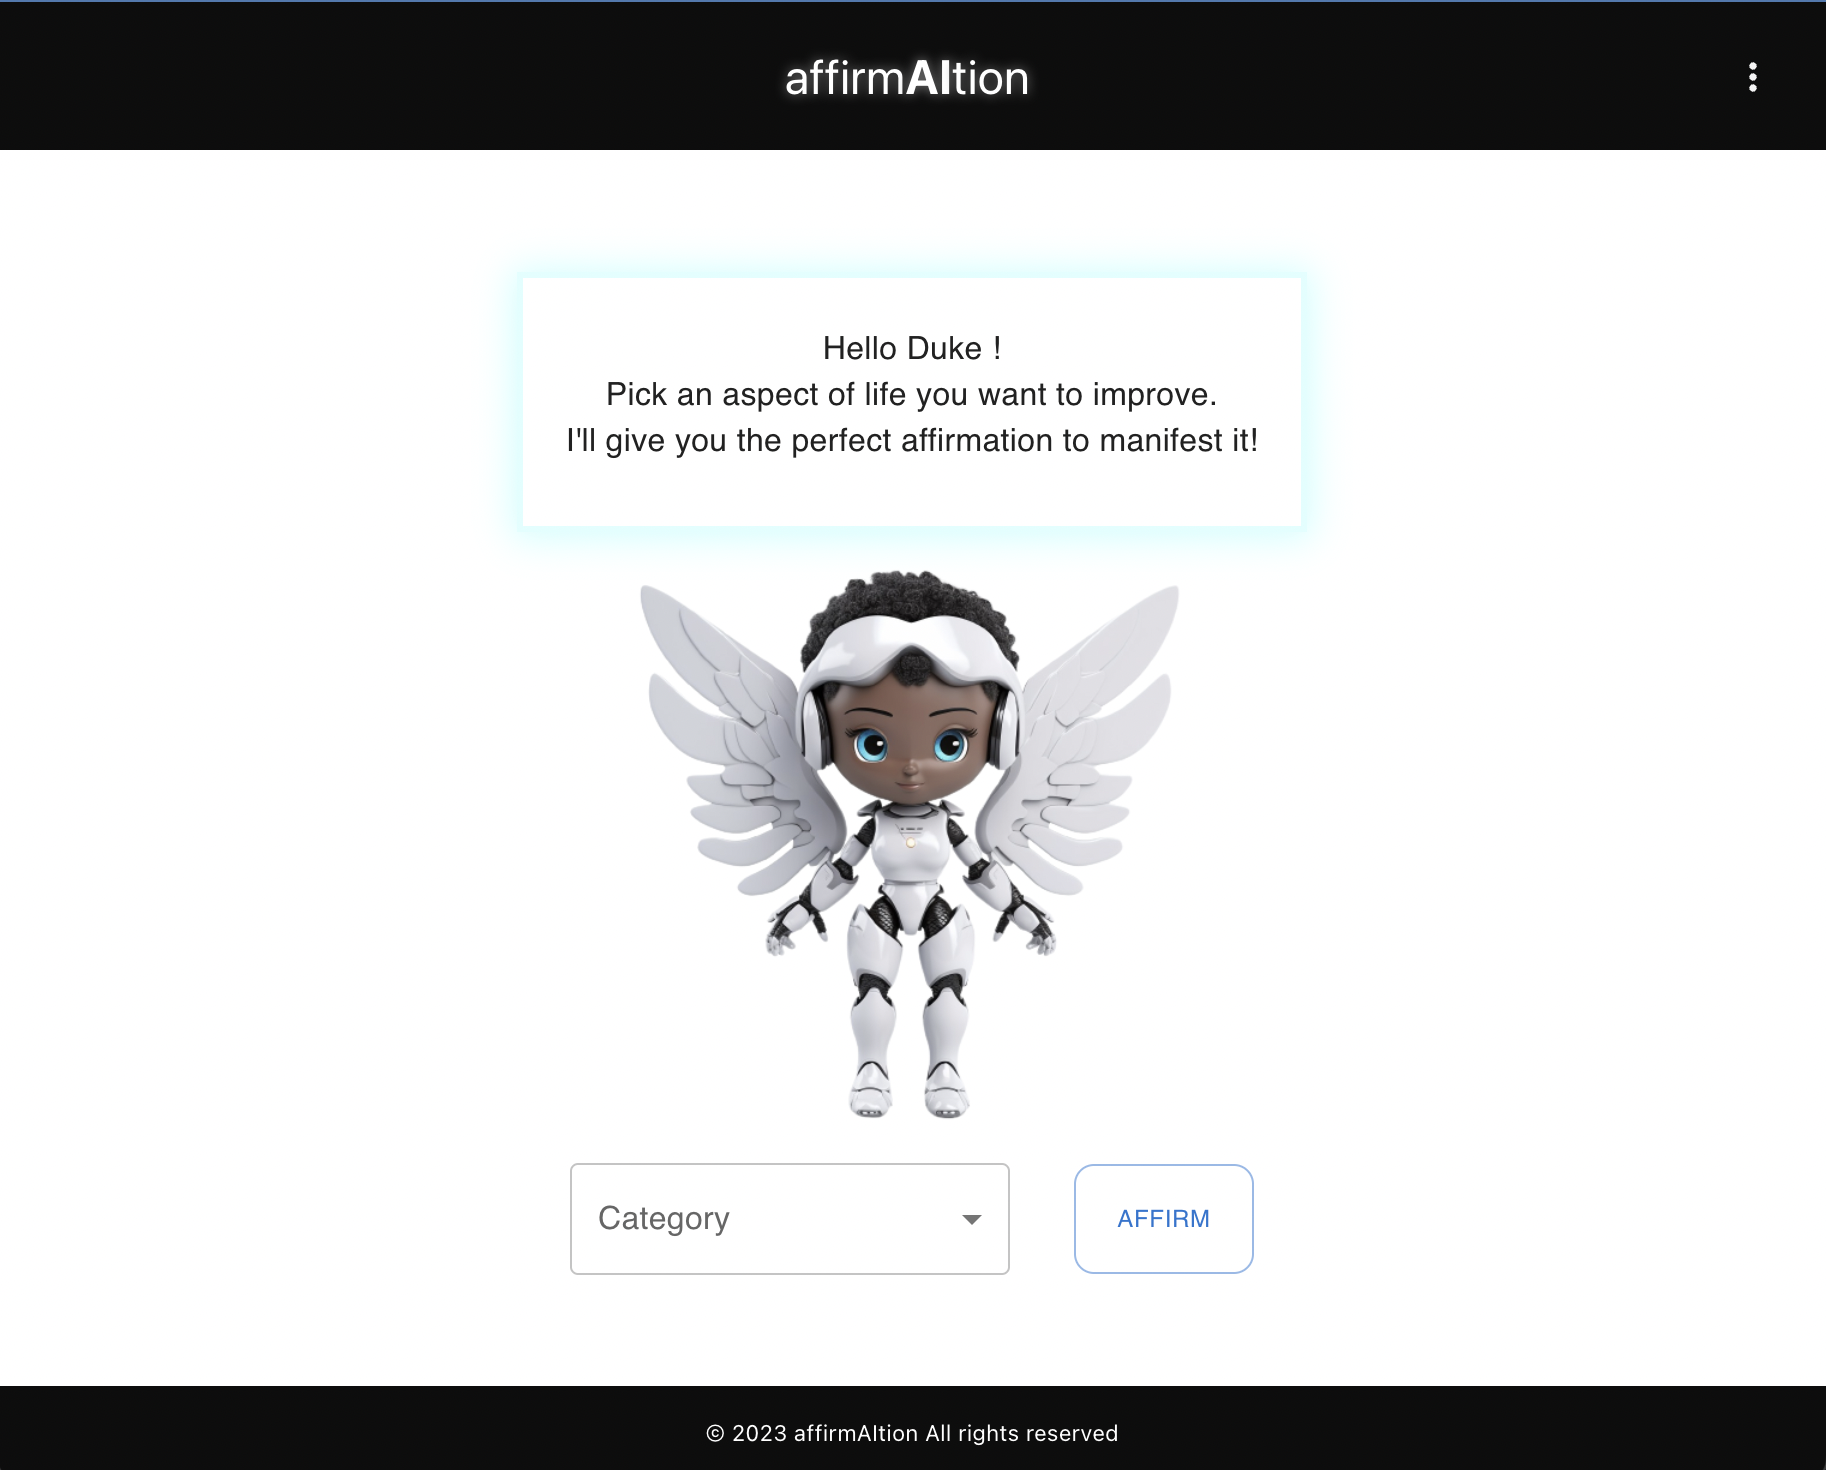 affirmAItion
Hello Duke !
Pick an aspect of life you want to improve.
I'll give you the perfect affirmation to manifest it!
Category
AFFIRM
© 2023 affirmAItion All rights reserved